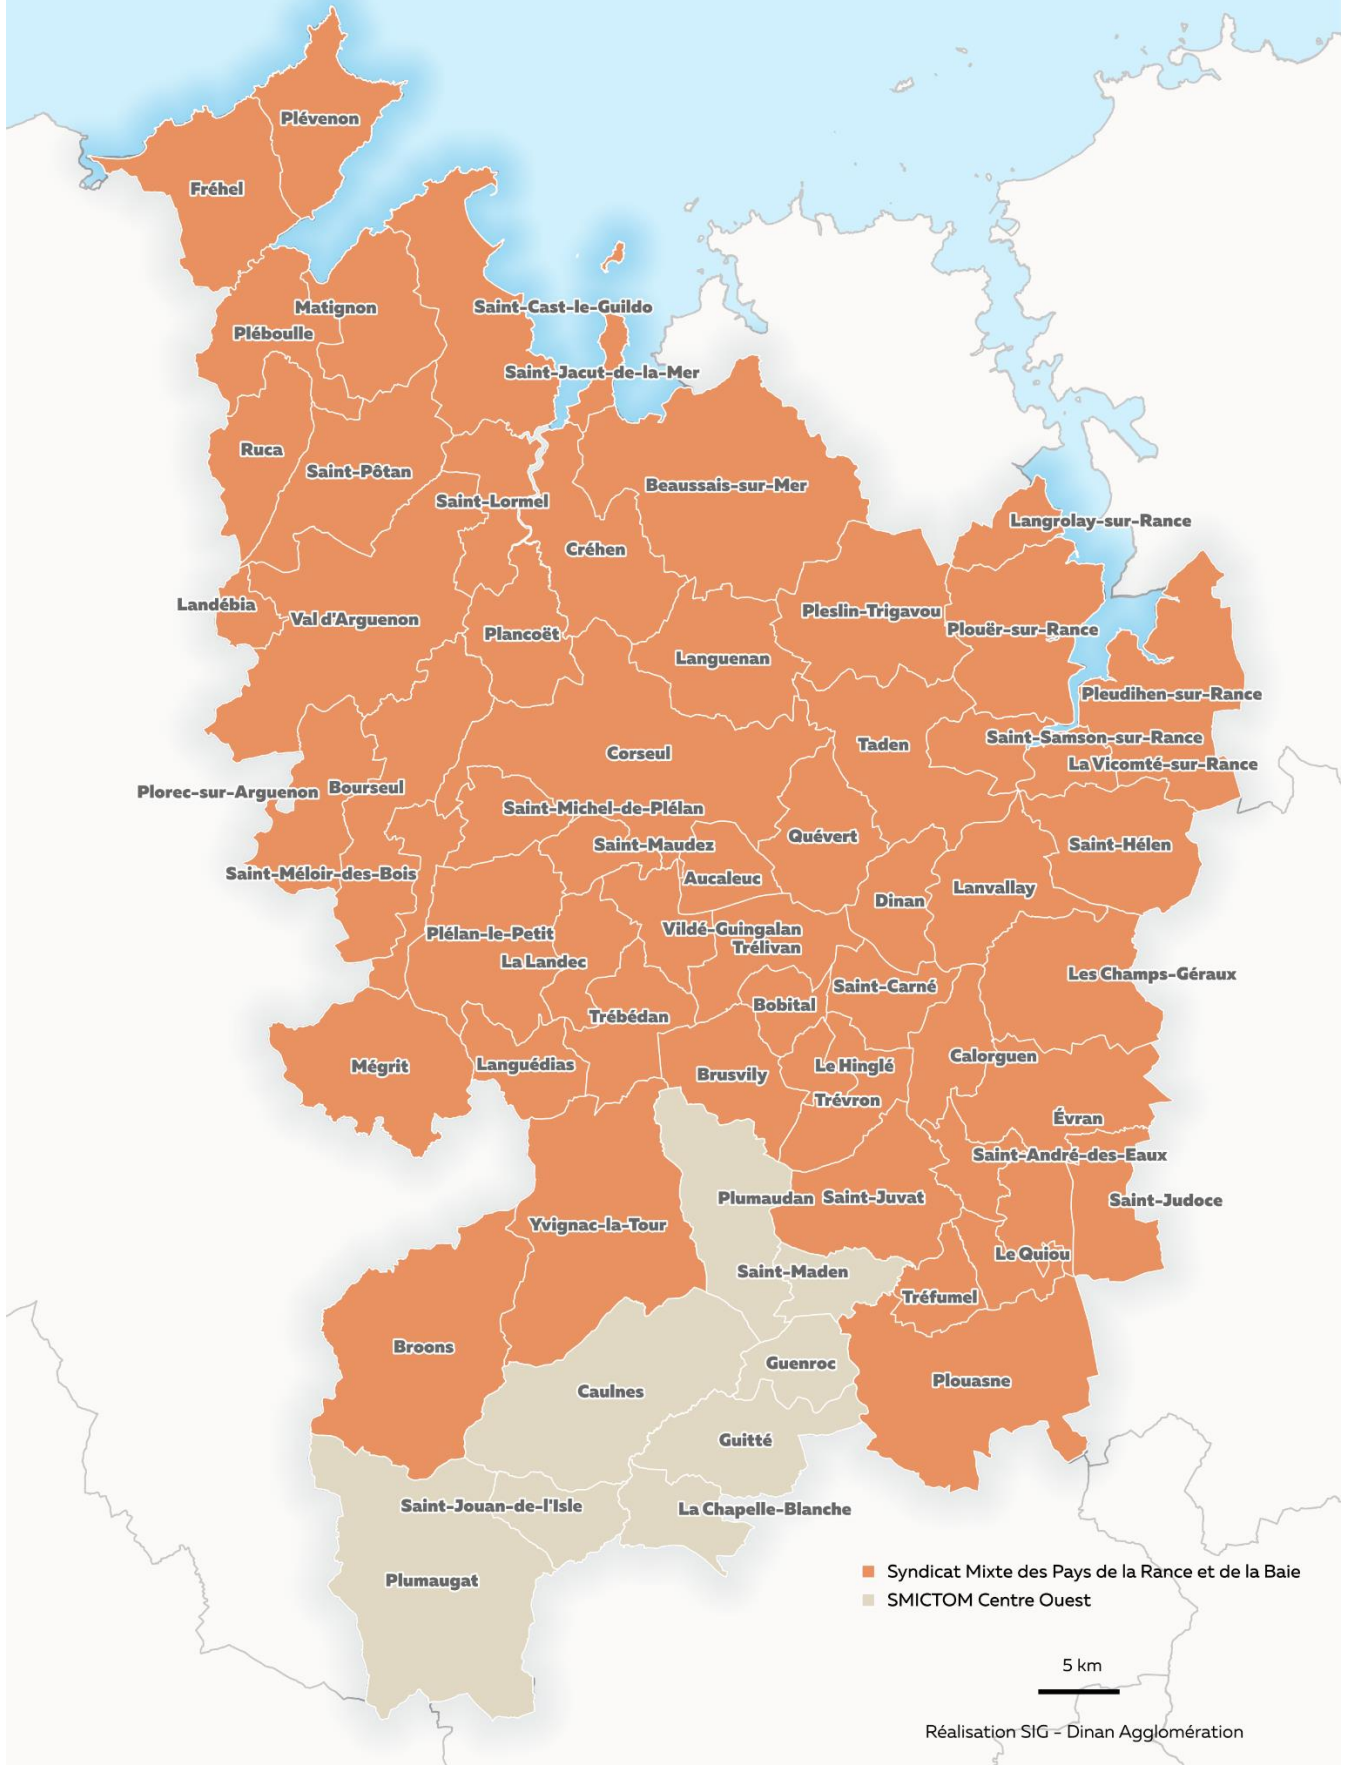 Plévenon
Fréhel
Matignon
Saint-Cast-le-Guildo
Pléboulle
Saint-Jacut-de-la-Mer
Ruca
Saint-Pôtan
Beaussais-sur-Mer
Saint-Lormel
Langrolay-sur-Rance
Créhen
Landébia
Val d'Arguenon
Pleslin-Trigavou
Plancoët
Plouër-sur-Rance
Languenan
Pleudihen-sur-Rance
Saint-Samson-sur-Rance
Taden
Corseul
La Vicomté-sur-Rance
Plorec-sur-Arguenon
Bourseul
Saint-Michel-de-Plélan
Quévert
Saint-Maudez
Saint-Hélen
Saint-Méloir-des-Bois
Aucaleuc
Lanvallay
Dinan
Plélan-le-Petit
Vildé-Guingalan
Trélivan
La Landec
Les Champs-Géraux
Saint-Carné
Bobital
Trébédan
Calorguen
Mégrit
Languédias
Le Hinglé
Brusvily
Trévron
Évran
Saint-André-des-Eaux
Plumaudan
Saint-Juvat
Saint-Judoce
Yvignac-la-Tour
Le Quiou
Saint-Maden
Tréfumel
Broons
Guenroc
Plouasne
Caulnes
Guitté
Saint-Jouan-de-l'Isle
La Chapelle-Blanche
Plumaugat
Syndicat Mixte des Pays de la Rance et de la Baie
SMICTOM Centre Ouest
5 km
Réalisation SIG - Dinan Agglomération